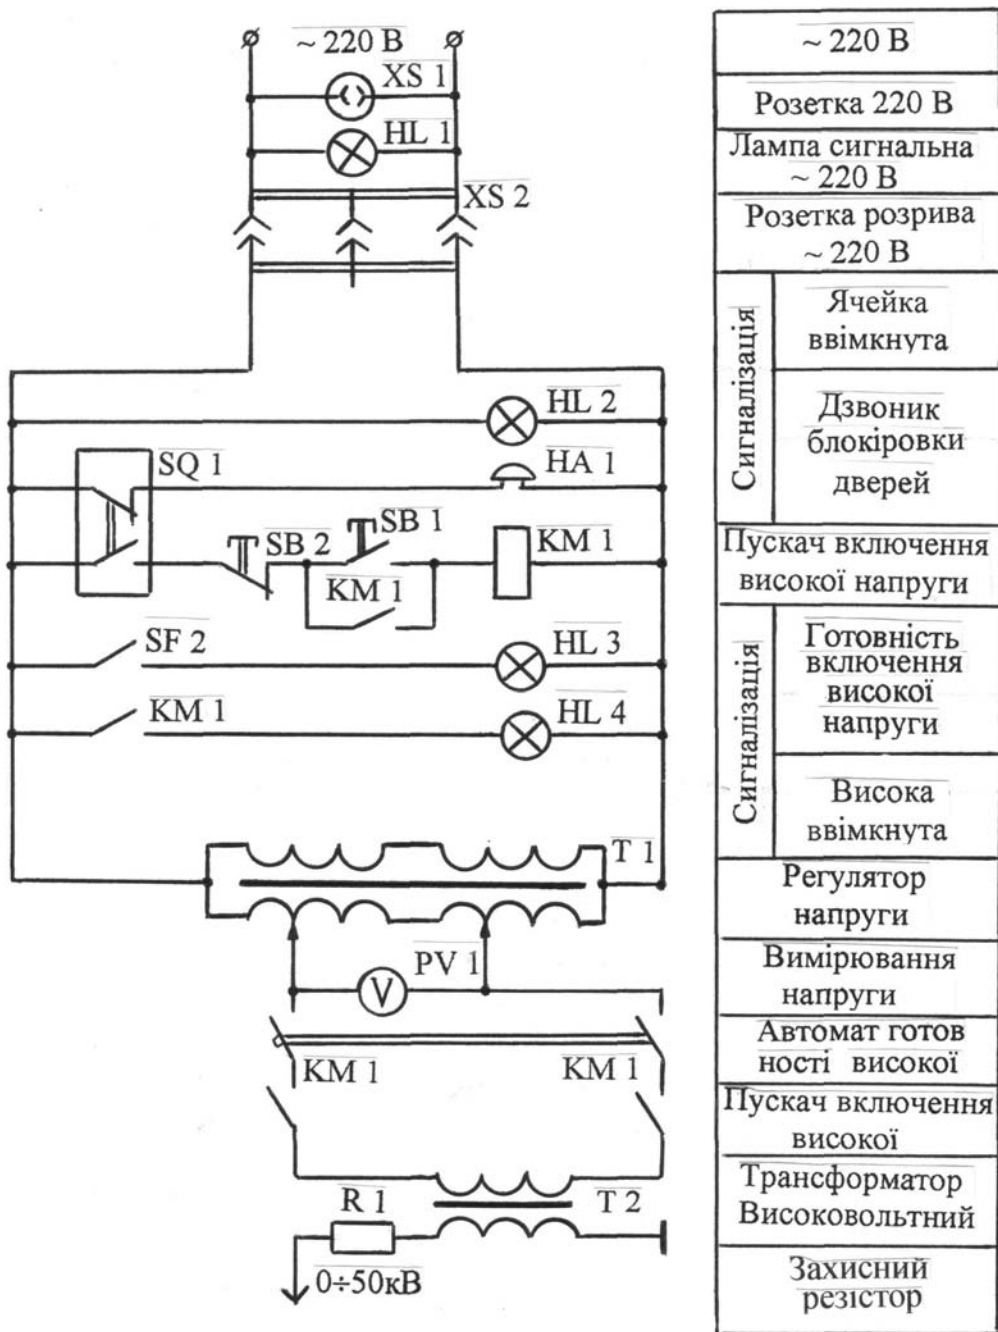 ~ 220 В
XS 1
HL 1
XS 2
HL 2
SQ 1
HA 1
SB 2
SB 1
KM 1
KM 1
SF 2
HL 3
KM 1
HL 4
T 1
PV 1
V
KM 1
KM 1
R 1
T 2
0÷50кВ
~ 220 В
Розетка 220 В
Лампа сигнальна
~ 220 В
Розетка розрива
~ 220 В
Сигналізація
Ячейка
ввімкнута
Дзвоник
блокіровки
дверей
Пускач включення
високої напруги
Сигналізація
Готовність
включення
високої
напруги
Висока
ввімкнута
Регулятор
напруги
Вимірювання
напруги
Автомат готов
ності високої
Пускач включення
високої
Трансформатор
Високовольтний
Захисний
резістор